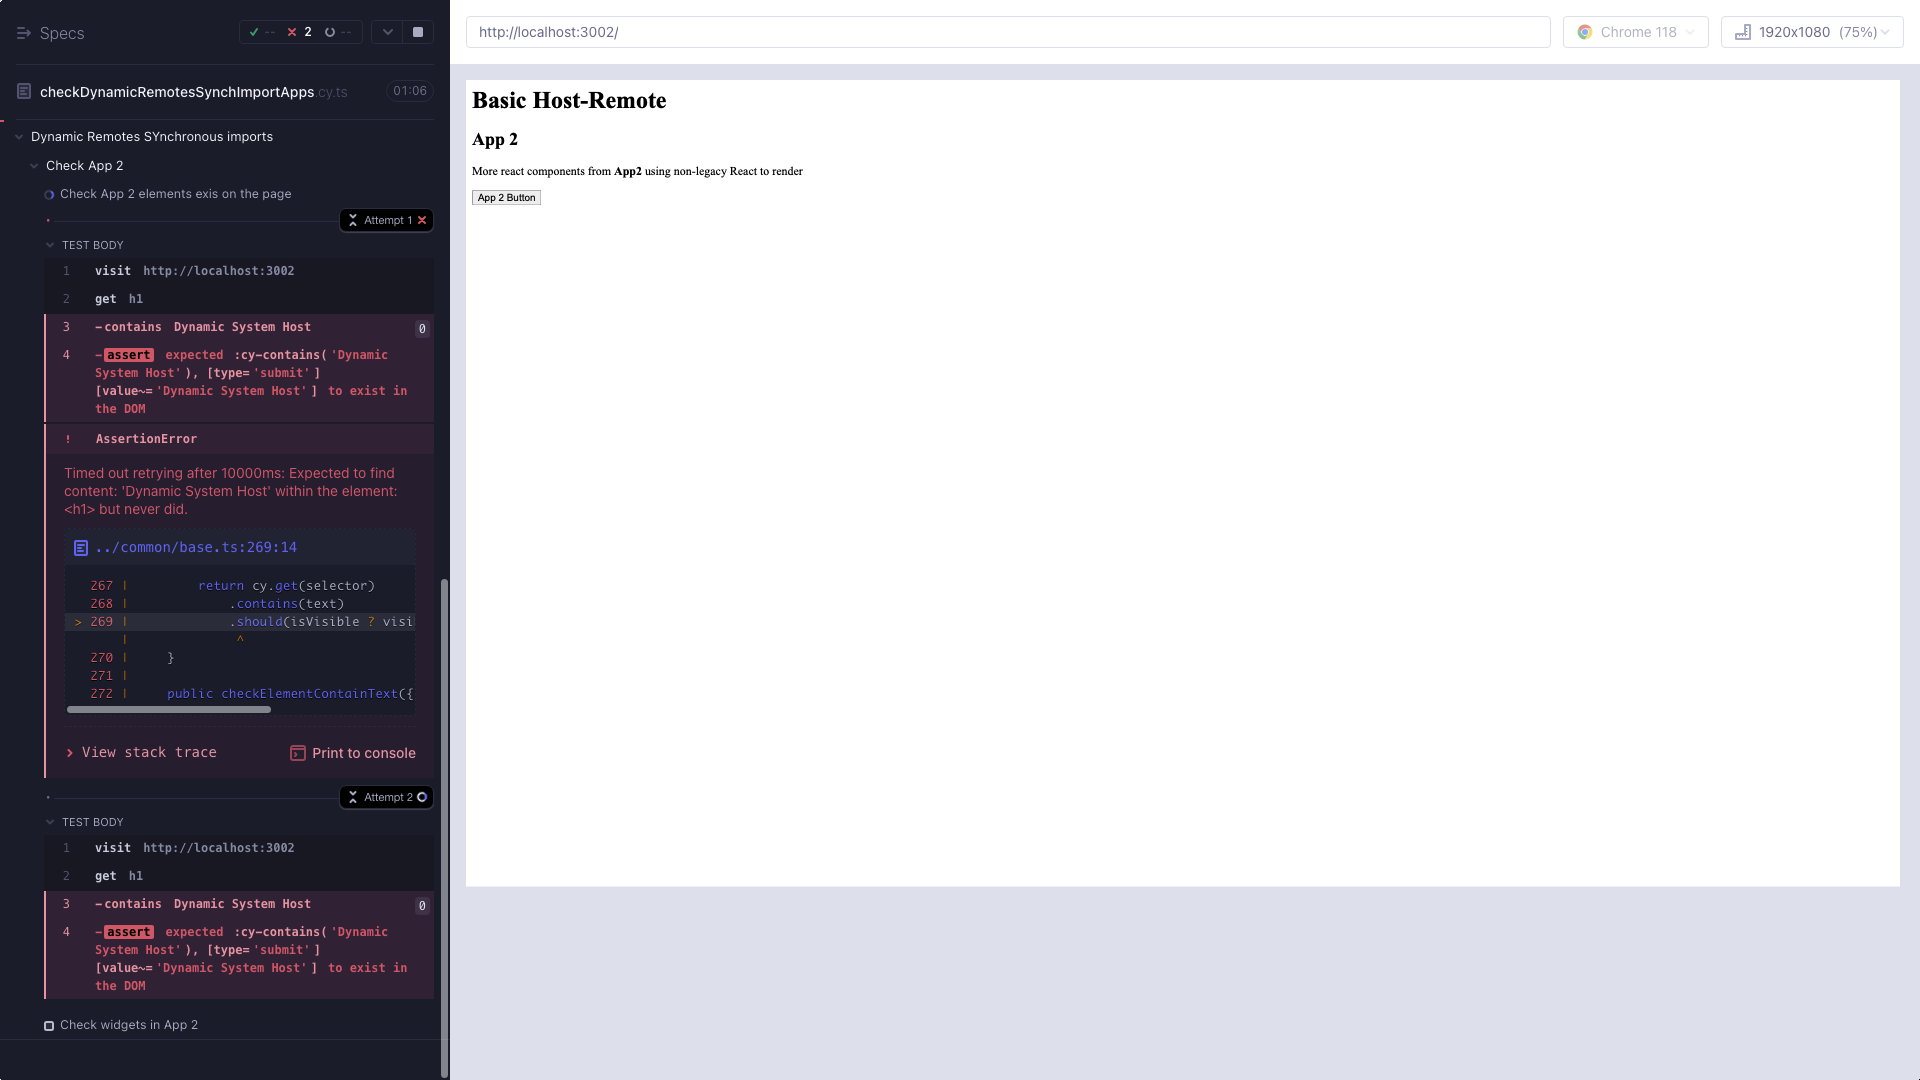 Specs
-- 2 --
checkDynamicRemotesSynchImportApps.cy.ts 01:06
Dynamic Remotes SYnchronous imports
Check App 2
Check App 2 elements exis on the page
Attempt 1
TEST BODY
1 visit http://localhost:3002
2 get h1
3 -contains Dynamic System Host 0
4 -assert expected :cy-contains('Dynamic
System Host'), [type='submit']
[value~='Dynamic System Host'] to exist in
the DOM
! AssertionError
Timed out retrying after 10000ms: Expected to find
content: 'Dynamic System Host' within the element:
<h1> but never did.
../common/base.ts:269:14
267 | return cy.get(selector)
268 | .contains(text)
> 269 | .should(isVisible ? visi
| ^
270 | }
271 |
272 | public checkElementContainText({
View stack trace Print to console
Attempt 2
TEST BODY
1 visit http://localhost:3002
2 get h1
3 -contains Dynamic System Host 0
4 -assert expected :cy-contains('Dynamic
System Host'), [type='submit']
[value~='Dynamic System Host'] to exist in
the DOM
Check widgets in App 2
http://localhost:3002/
Chrome 118
1920x1080 (75%)
Basic Host-Remote
App 2
More react components from App2 using non-legacy React to render
App 2 Button